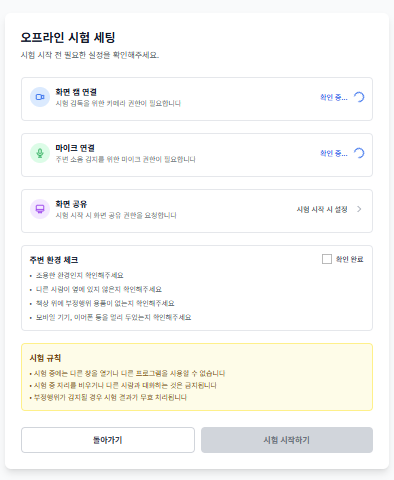 오프라인 시험 세팅
시험 시작 전 필요한 설정을 확인해주세요.
화면 캠 연결
확인 중...
시험 감독을 위한 카메라 권한이 필요합니다
마이크 연결
확인 중...
주변 소음 감지를 위한 마이크 권한이 필요합니다
화면 공유
시험 시작 시 설정
시험 시작 시 화면 공유 권한을 요청합니다
주변 환경 체크
확인 완료
• 조용한 환경인지 확인해주세요
• 다른 사람이 옆에 있지 않은지 확인해주세요
• 책상 위에 부정행위 용품이 없는지 확인해주세요
• 모바일 기기, 이어폰 등을 멀리 두었는지 확인해주세요
시험 규칙
• 시험 중에는 다른 창을 열거나 다른 프로그램을 사용할 수 없습니다
• 시험 중 자리를 비우거나 다른 사람과 대화하는 것은 금지됩니다
• 부정행위가 감지될 경우 시험 결과가 무효 처리됩니다
돌아가기
시험 시작하기